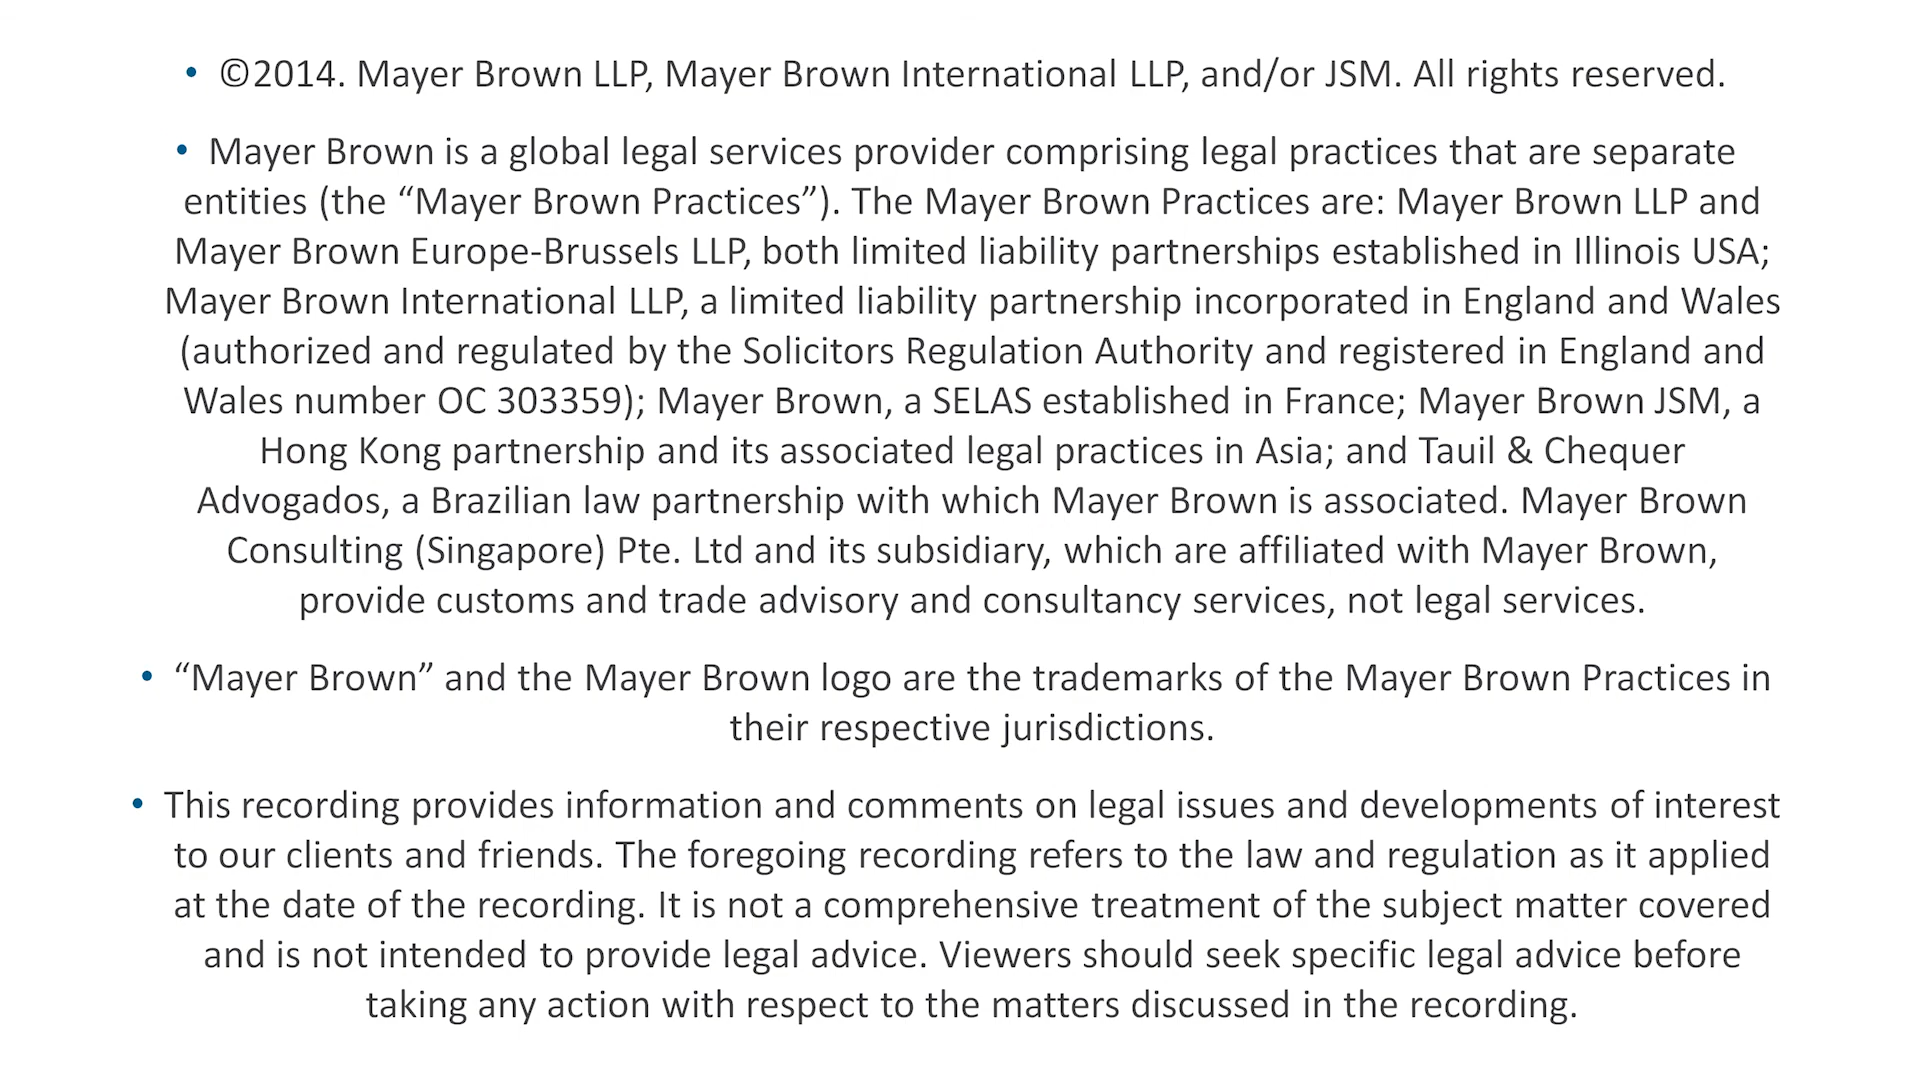 • ©2014. Mayer Brown LLP, Mayer Brown International LLP, and/or JSM. All rights reserved.
• Mayer Brown is a global legal services provider comprising legal practices that are separate
entities (the “Mayer Brown Practices”). The Mayer Brown Practices are: Mayer Brown LLP and
Mayer Brown Europe-Brussels LLP, both limited liability partnerships established in Illinois USA;
Mayer Brown International LLP, a limited liability partnership incorporated in England and Wales
(authorized and regulated by the Solicitors Regulation Authority and registered in England and
Wales number OC 303359); Mayer Brown, a SELAS established in France; Mayer Brown JSM, a
Hong Kong partnership and its associated legal practices in Asia; and Tauil & Chequer
Advogados, a Brazilian law partnership with which Mayer Brown is associated. Mayer Brown
Consulting (Singapore) Pte. Ltd and its subsidiary, which are affiliated with Mayer Brown,
provide customs and trade advisory and consultancy services, not legal services.
• “Mayer Brown” and the Mayer Brown logo are the trademarks of the Mayer Brown Practices in
their respective jurisdictions.
• This recording provides information and comments on legal issues and developments of interest
to our clients and friends. The foregoing recording refers to the law and regulation as it applied
at the date of the recording. It is not a comprehensive treatment of the subject matter covered
and is not intended to provide legal advice. Viewers should seek specific legal advice before
taking any action with respect to the matters discussed in the recording.